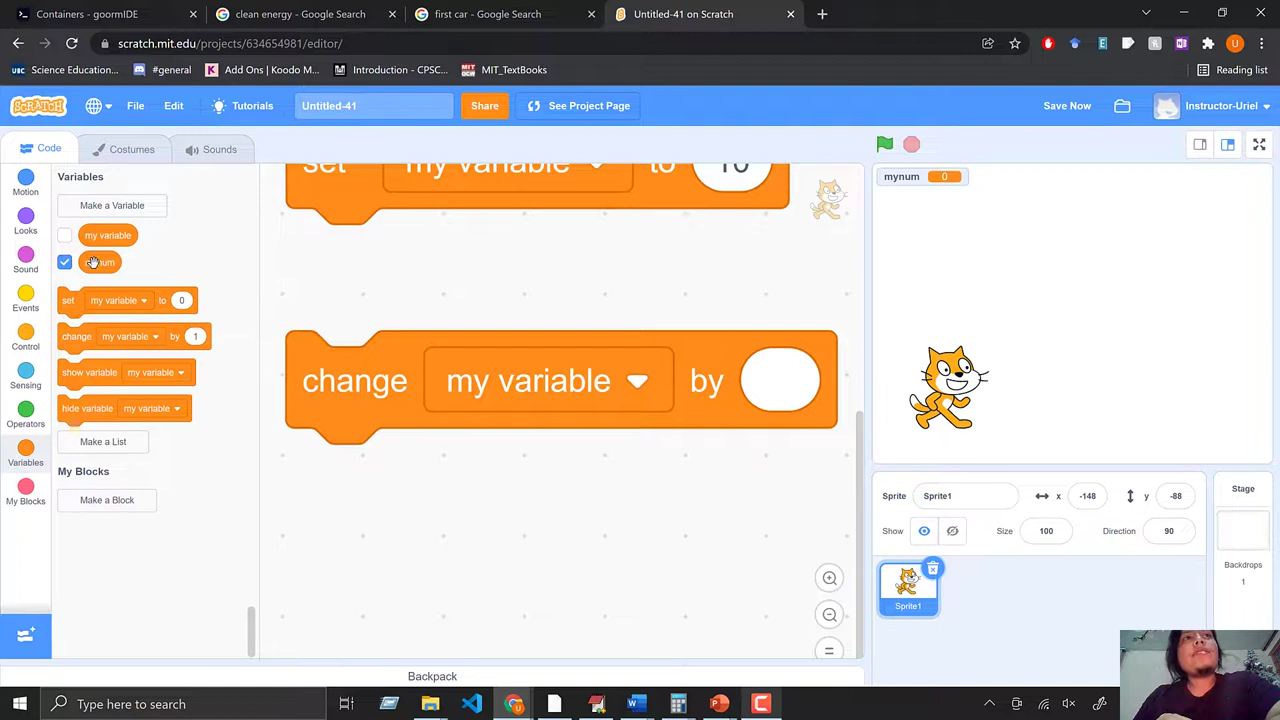 Containers - goormIDE
clean energy - Google Search
first car - Google Search
Untitled-41 on Scratch
scratch.mit.edu/projects/634654981/editor/
Science Education...
#general
Add Ons | Koodo M...
Introduction - CPSC...
MIT_TextBooks
Reading list
SCRATCH
File
Edit
Tutorials
Untitled-41
Share
See Project Page
Save Now
Instructor-Uriel
Code
Costumes
Sounds
Motion
Looks
Sound
Events
Control
Sensing
Operators
Variables
My Blocks
Variables
Make a Variable
my variable
set my variable to 0
change my variable by 1
show variable my variable
hide variable my variable
Make a List
My Blocks
Make a Block
set my variable to 10
change my variable by
mynum 0
Sprite
Sprite1
x -148
y -88
Show
Size 100
Direction 90
Sprite1
Stage
Backdrops
1
Backpack
Type here to search